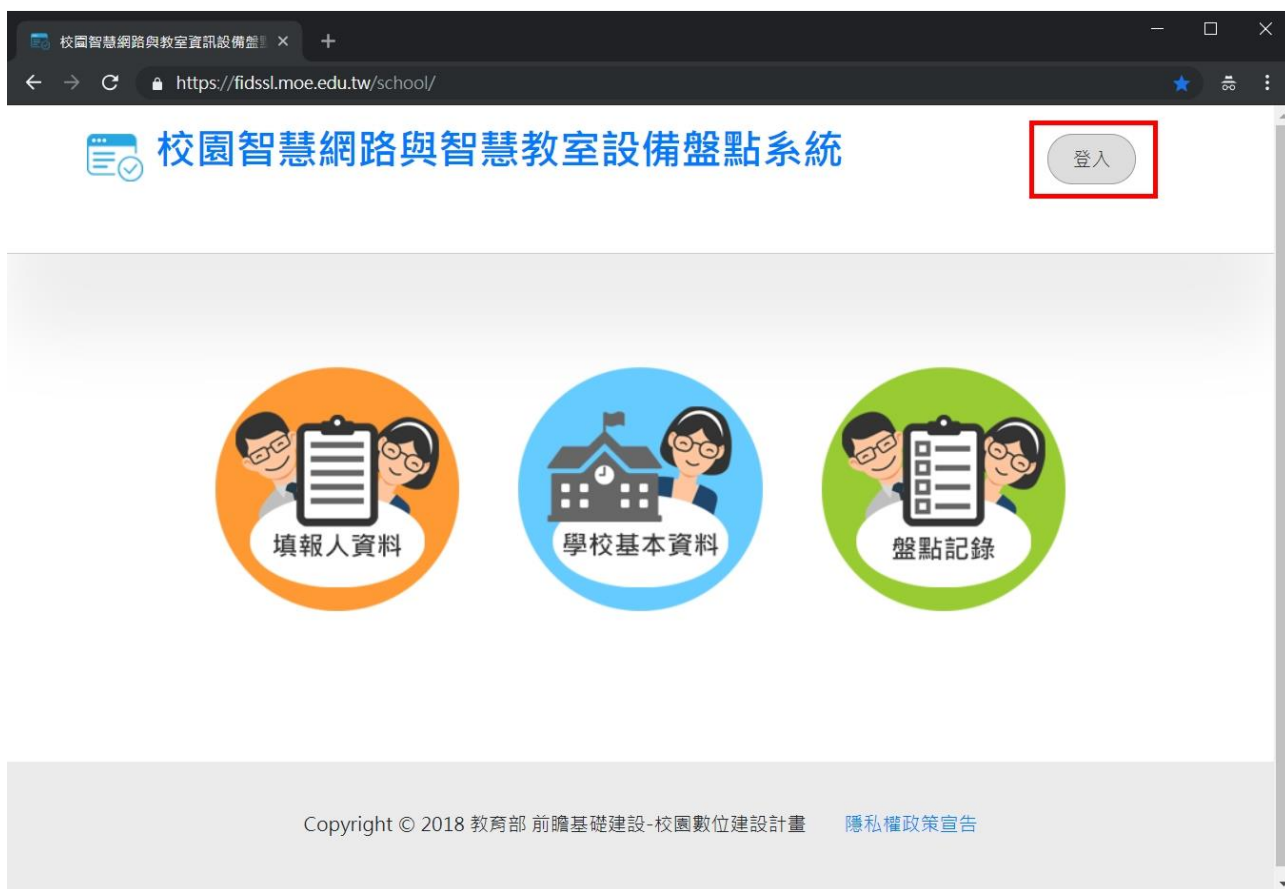 校園智慧網路與教室資訊設備盤
https://fidssl.moe.edu.tw/school/
校園智慧網路與智慧教室設備盤點系統
登入
填報人資料
學校基本資料
盤點記錄
Copyright © 2018 教育部 前瞻基礎建設-校園數位建設計畫 隱私權政策宣告